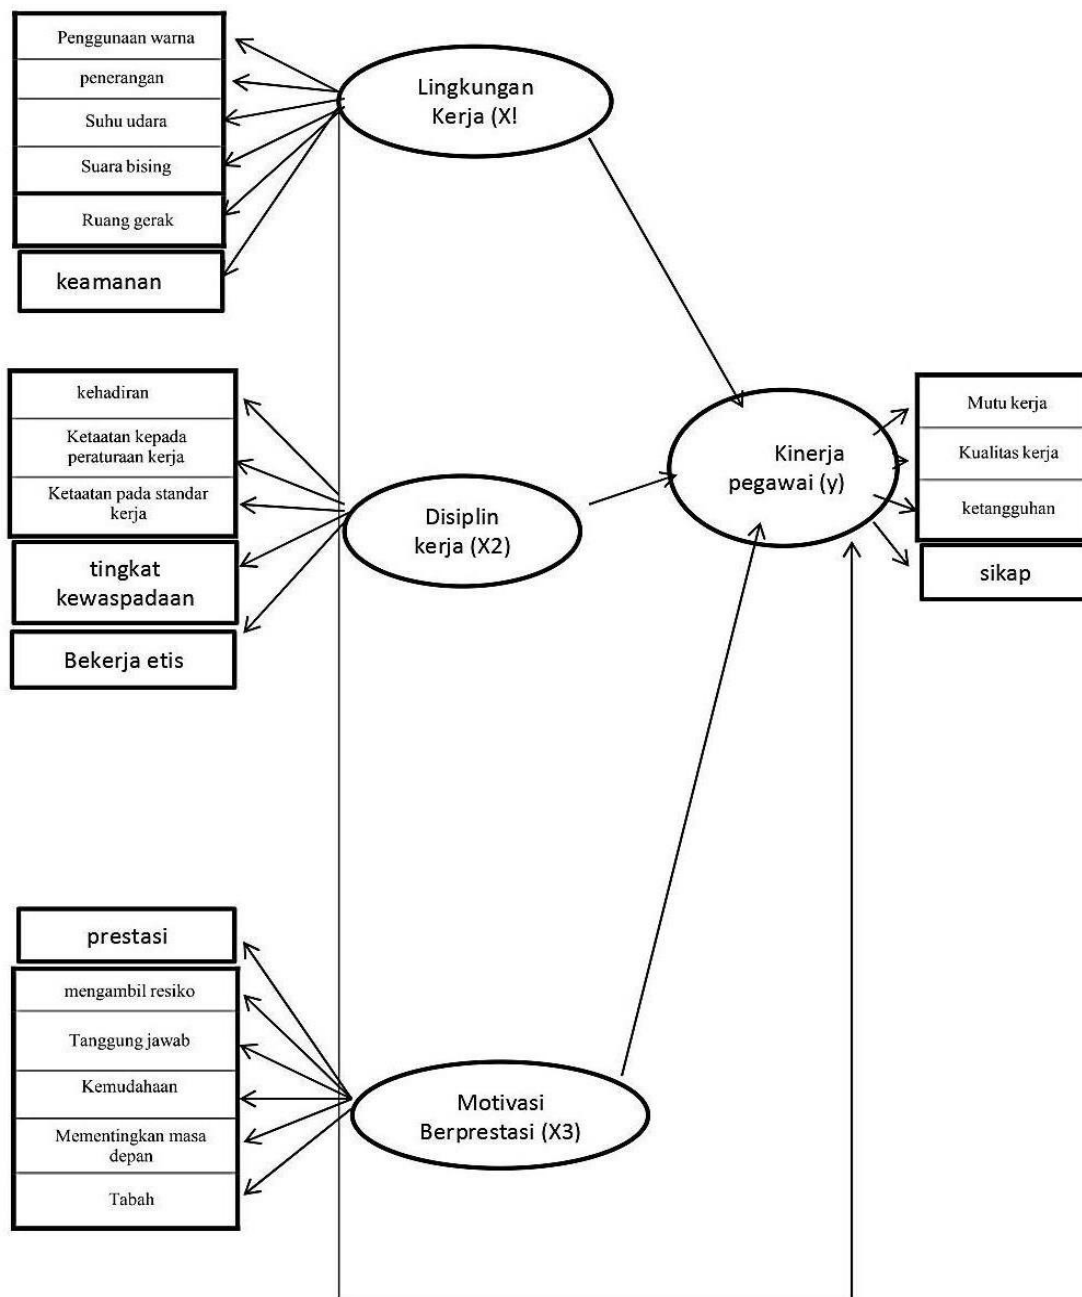 Penggunaan warna
penerangan
Suhu udara
Suara bising
Ruang gerak
keamanan
Lingkungan
Kerja (X!
kehadiran
Ketaatan kepada
peraturaan kerja
Ketaatan pada standar
kerja
tingkat
kewaspadaan
Bekerja etis
Disiplin
kerja (X2)
Kinerja
pegawai (y)
Mutu kerja
Kualitas kerja
ketangguhan
sikap
prestasi
mengambil resiko
Tanggung jawab
Kemudahaan
Mementingkan masa
depan
Tabah
Motivasi
Berprestasi (X3)